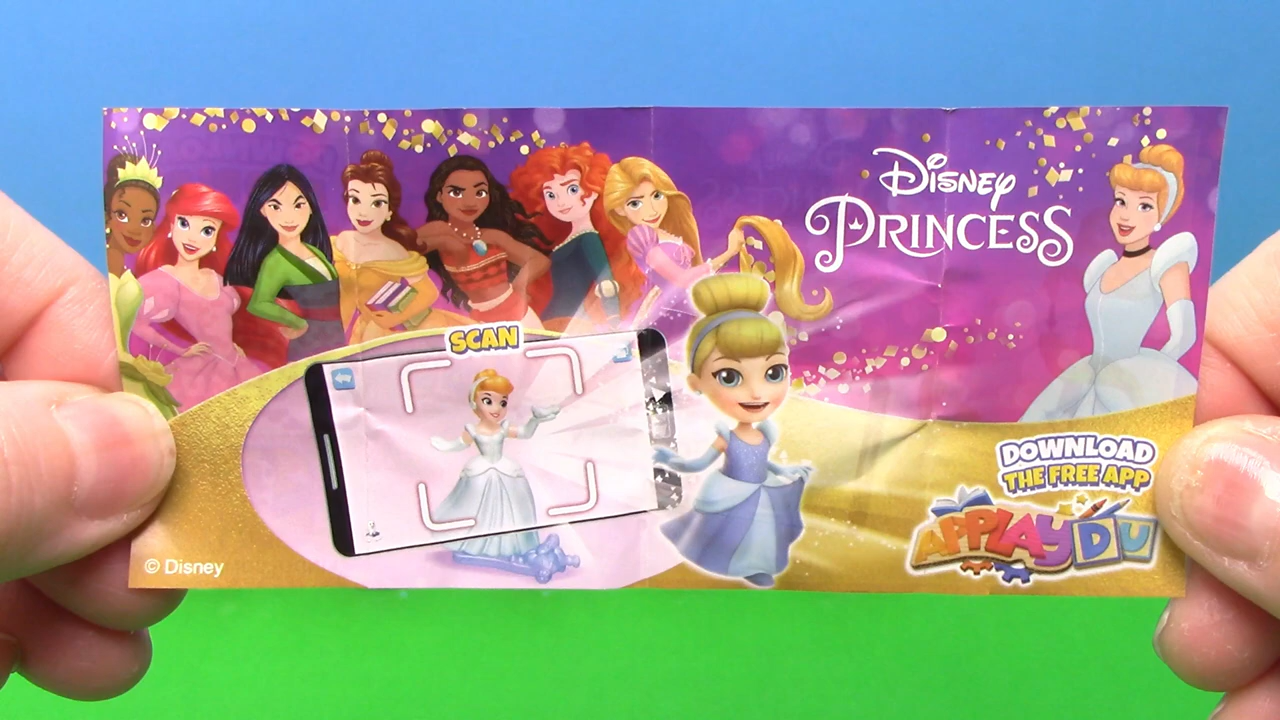 Disney
PRINCESS
SCAN
DOWNLOAD
THE FREE APP
APPLAYDU
© Disney